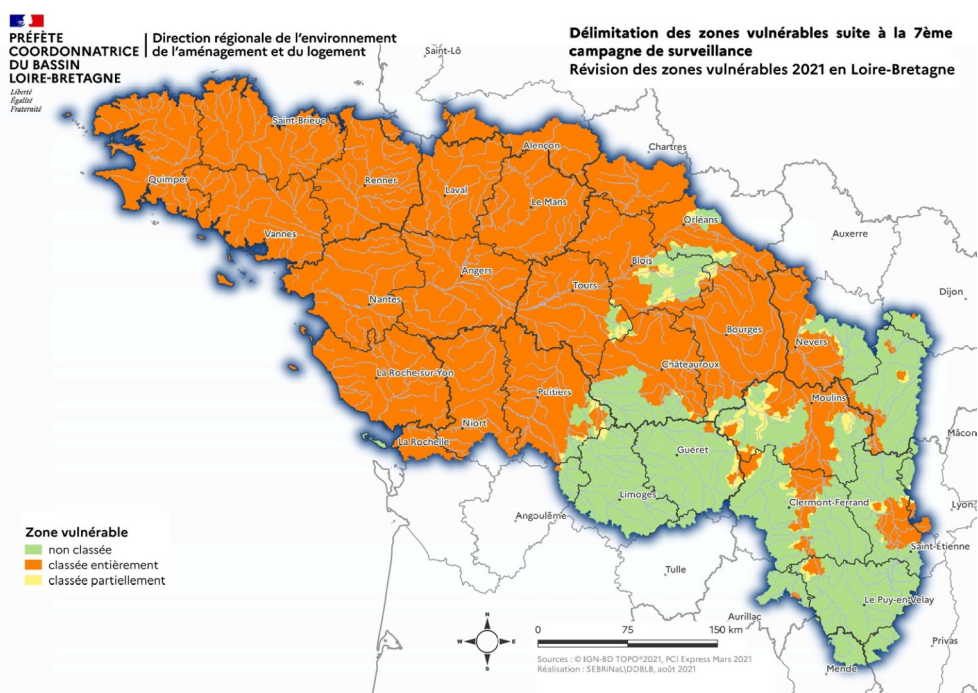 PRÉFÈTE
COORDONNATRICE
DU BASSIN
LOIRE-BRETAGNE
Liberté
Égalité
Fraternité
Direction régionale de l'environnement
de l'aménagement et du logement
Délimitation des zones vulnérables suite à la 7ème
campagne de surveillance
Révision des zones vulnérables 2021 en Loire-Bretagne
Saint-Lô
Saint-Brieuc
Alençon
Chartres
Quimper
Rennes
Laval
Le Mans
Orléans
Vannes
Auxerre
Blois
Angers
Tours
Dijon
Nantes
Bourges
Nevers
La Roche-sur-Yon
Châteauroux
Poitiers
Moulins
Niort
Mâcon
La Rochelle
Guéret
Limoges
Clermont-Ferrand
Lyon
Angoulême
Saint-Étienne
Tulle
Le Puy-en-Velay
Aurillac
Privas
Mende
Zone vulnérable
non classée
classée entièrement
classée partiellement
N
W
E
S
0 75 150 km
Sources : © IGN-BD TOPO®2021, PCI Express Mars 2021
Réalisation : SEBRiNaL\DDBLB, août 2021